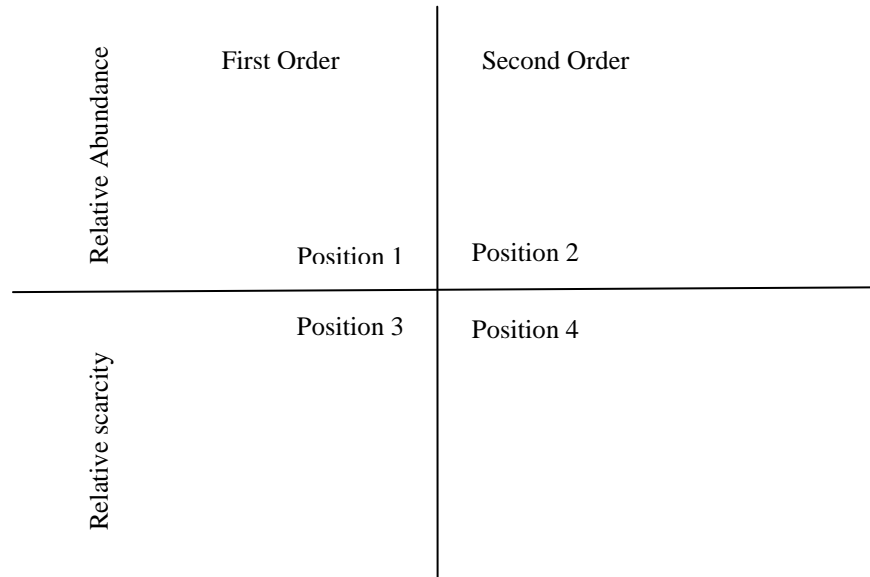 First Order
Second Order
Relative Abundance
Position 1
Position 2
Position 3
Position 4
Relative scarcity